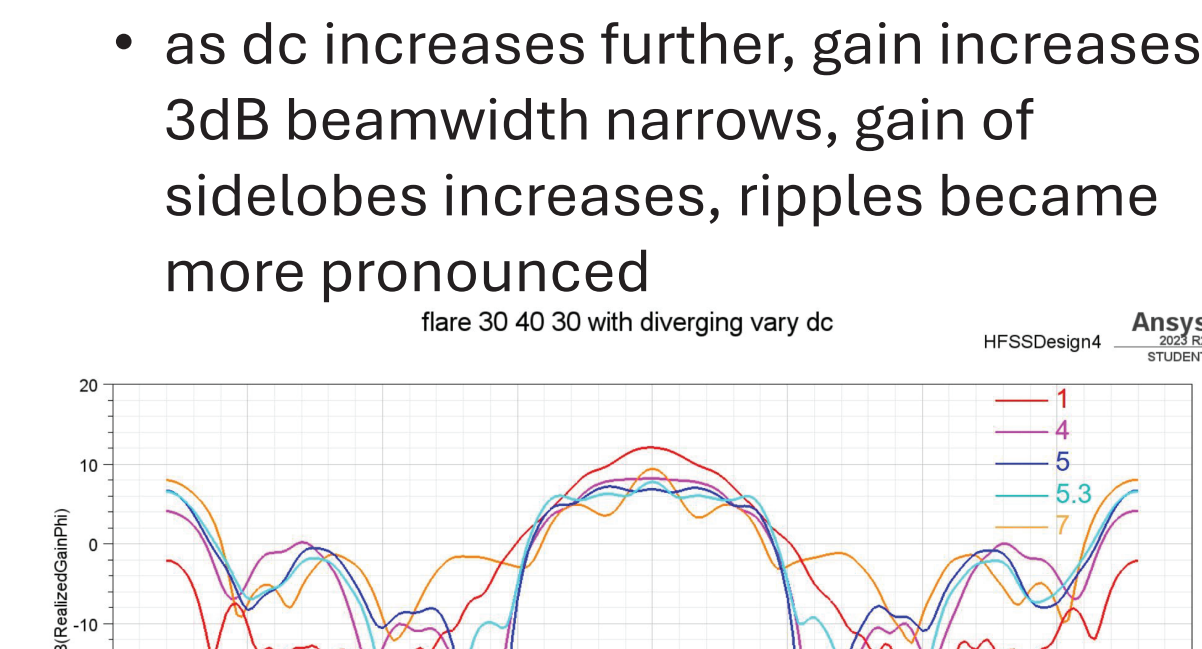 • as dc increases further, gain increases
3dB beamwidth narrows, gain of
sidelobes increases, ripples became
more pronounced
flare 30 40 30 with diverging vary dc
HFSSDesign4
Ansys
2023 R
STUDENT
20
10
0
-10
(RealizedGainPhi)
1
4
5
5.3
7